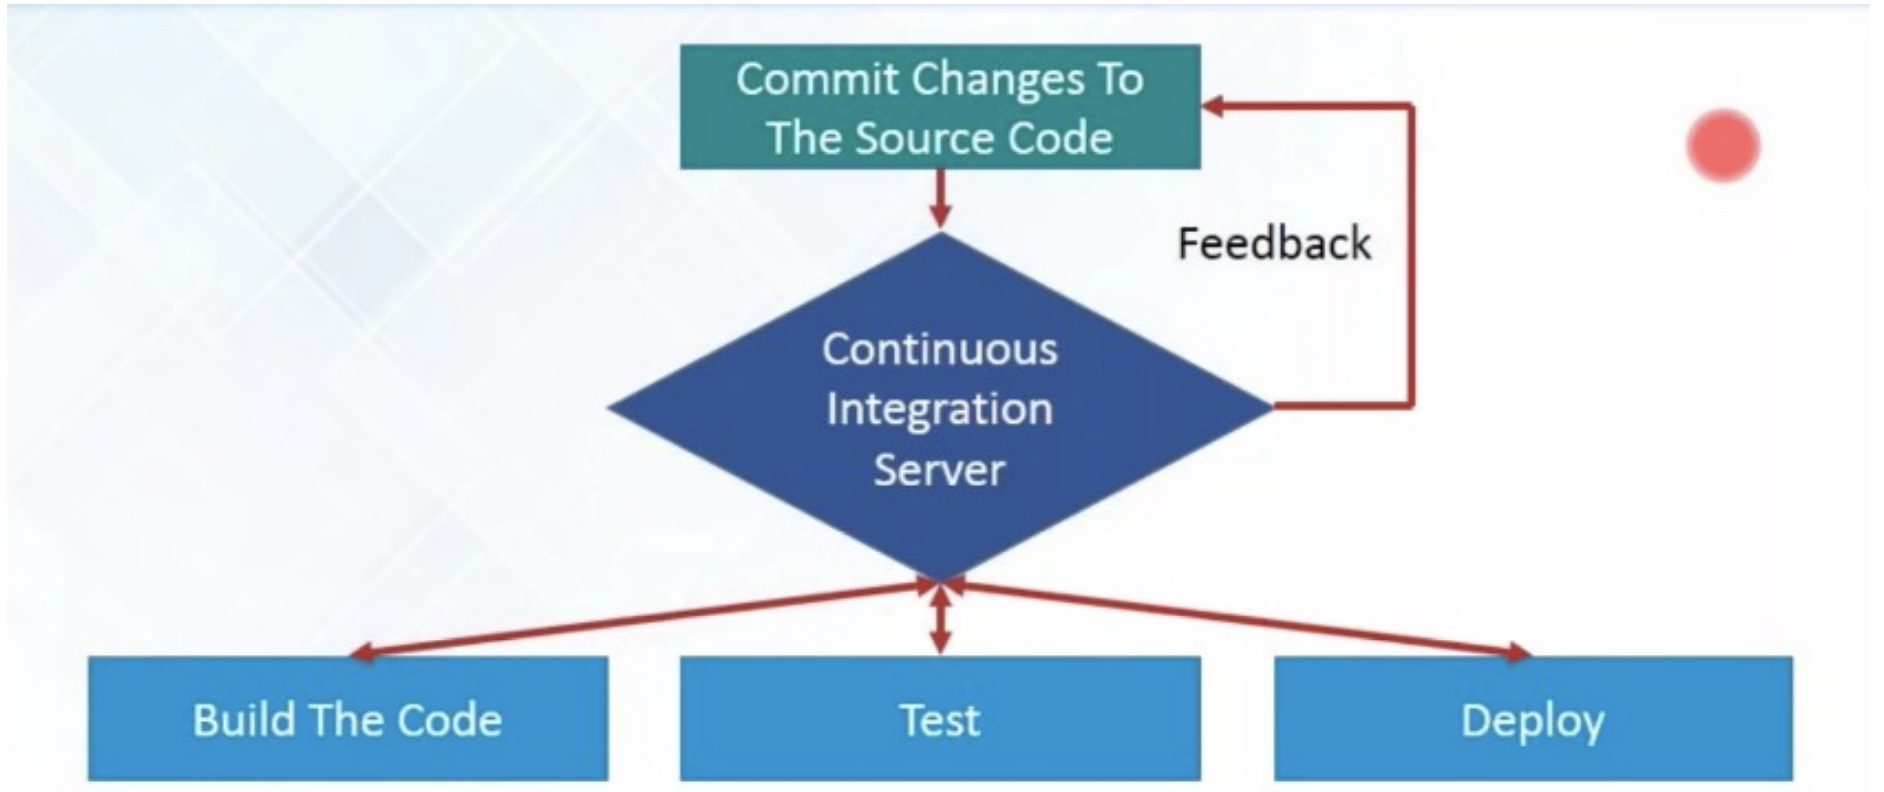 Commit Changes To
The Source Code
Feedback
Continuous
Integration
Server
Build The Code
Test
Deploy